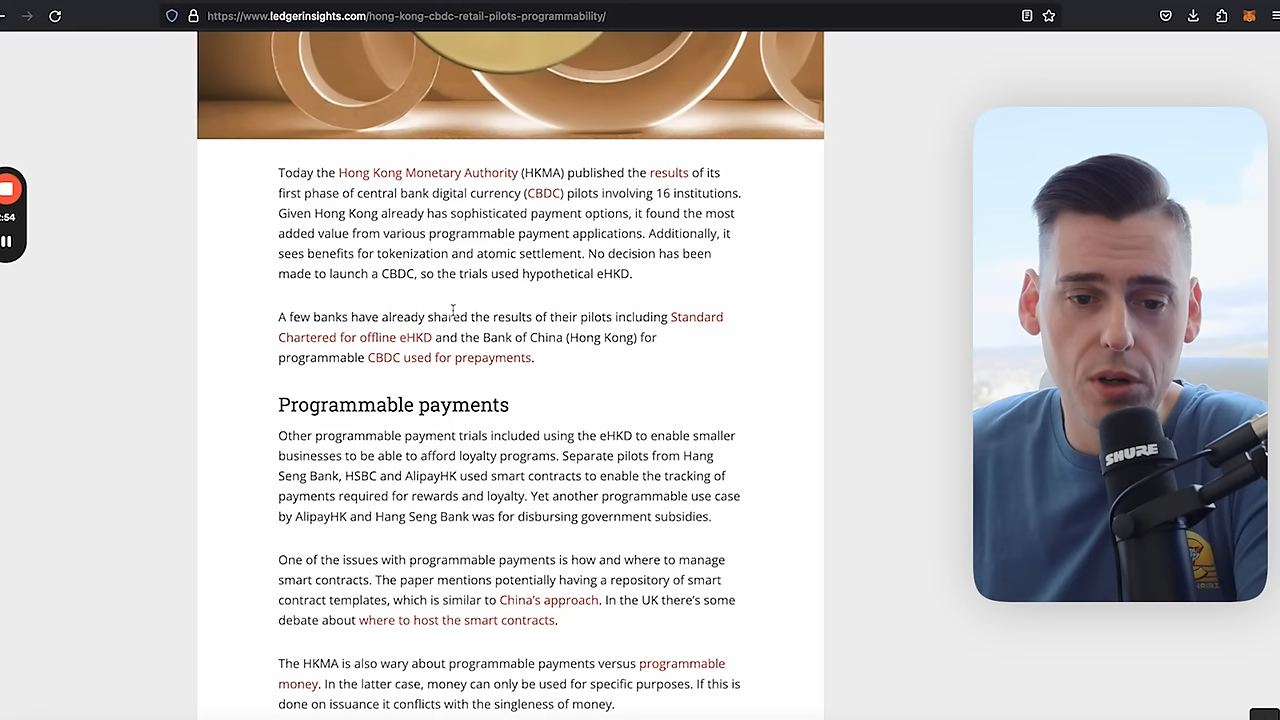 https://www.ledgerinsights.com/hong-kong-cbdc-retail-pilots-programmability/
Today the Hong Kong Monetary Authority (HKMA) published the results of its
first phase of central bank digital currency (CBDC) pilots involving 16 institutions.
Given Hong Kong already has sophisticated payment options, it found the most
added value from various programmable payment applications. Additionally, it
sees benefits for tokenization and atomic settlement. No decision has been
made to launch a CBDC, so the trials used hypothetical eHKD.
:54
A few banks have already shared the results of their pilots including Standard
Chartered for offline eHKD and the Bank of China (Hong Kong) for
programmable CBDC used for prepayments.
Programmable payments
Other programmable payment trials included using the eHKD to enable smaller
businesses to be able to afford loyalty programs. Separate pilots from Hang
Seng Bank, HSBC and AlipayHK used smart contracts to enable the tracking of
payments required for rewards and loyalty. Yet another programmable use case
by AlipayHK and Hang Seng Bank was for disbursing government subsidies.
SHURE
One of the issues with programmable payments is how and where to manage
smart contracts. The paper mentions potentially having a repository of smart
contract templates, which is similar to China's approach. In the UK there's some
debate about where to host the smart contracts.
The HKMA is also wary about programmable payments versus programmable
money. In the latter case, money can only be used for specific purposes. If this is
done on issuance it conflicts with the singleness of money.